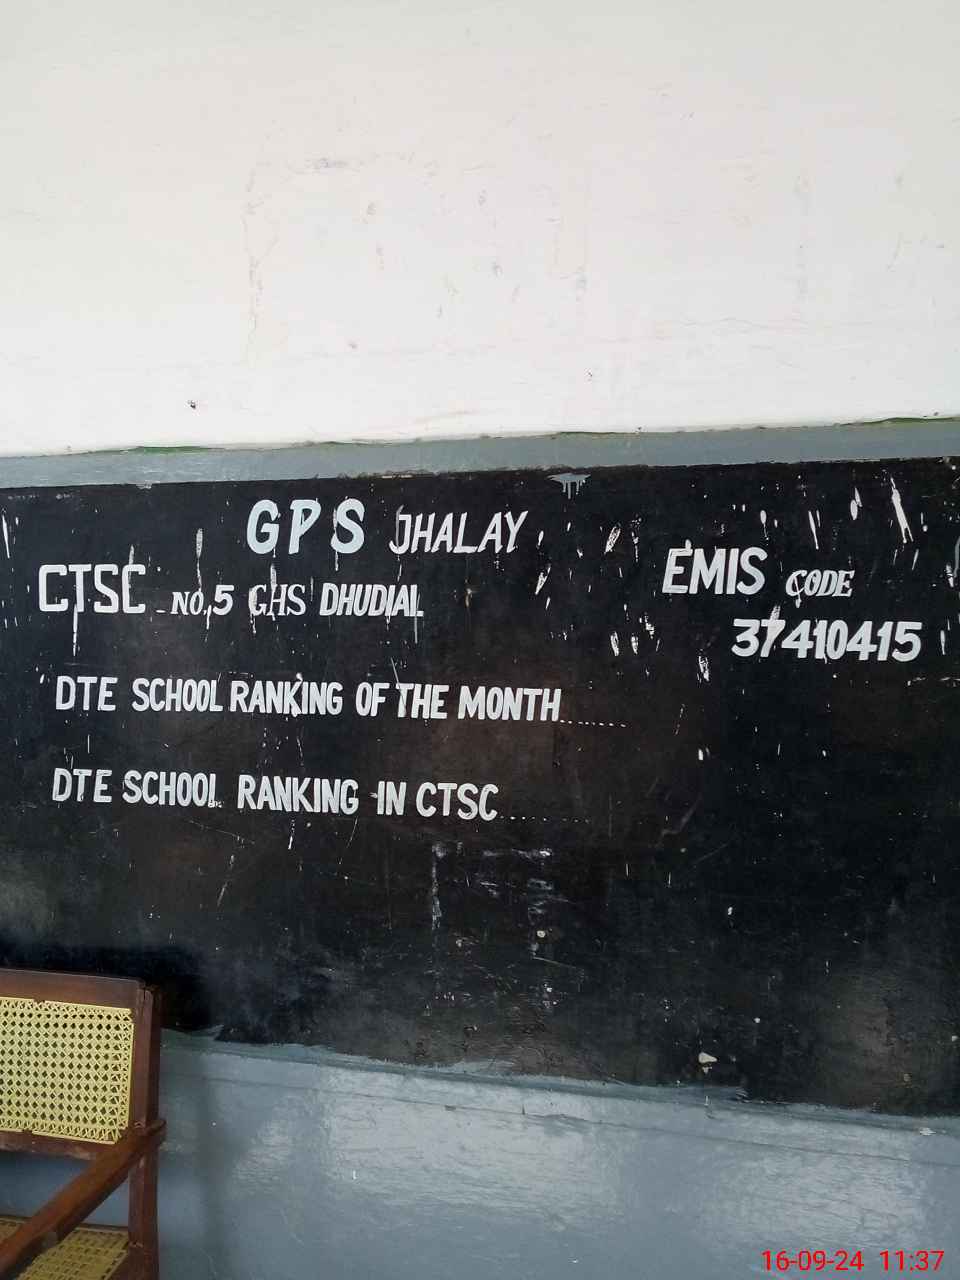 GPS JHALAY
CTSC NO.5 GHS DHUDIAL
EMIS CODE
37410415
DTE SCHOOL RANKING OF THE MONTH........
DTE SCHOOL RANKING IN CTSC.........
16-09-24 11:37